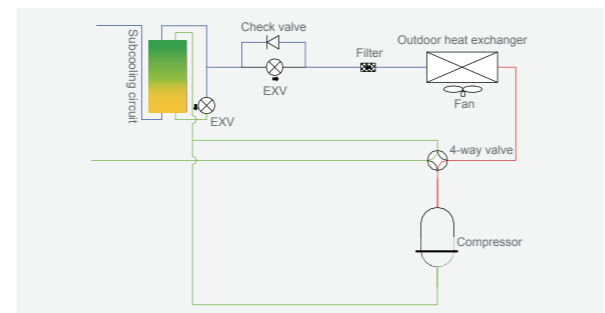 Check valve
Subcooling circuit
Filter
Outdoor heat exchanger
EXV
Fan
EXV
4-way valve
Compressor